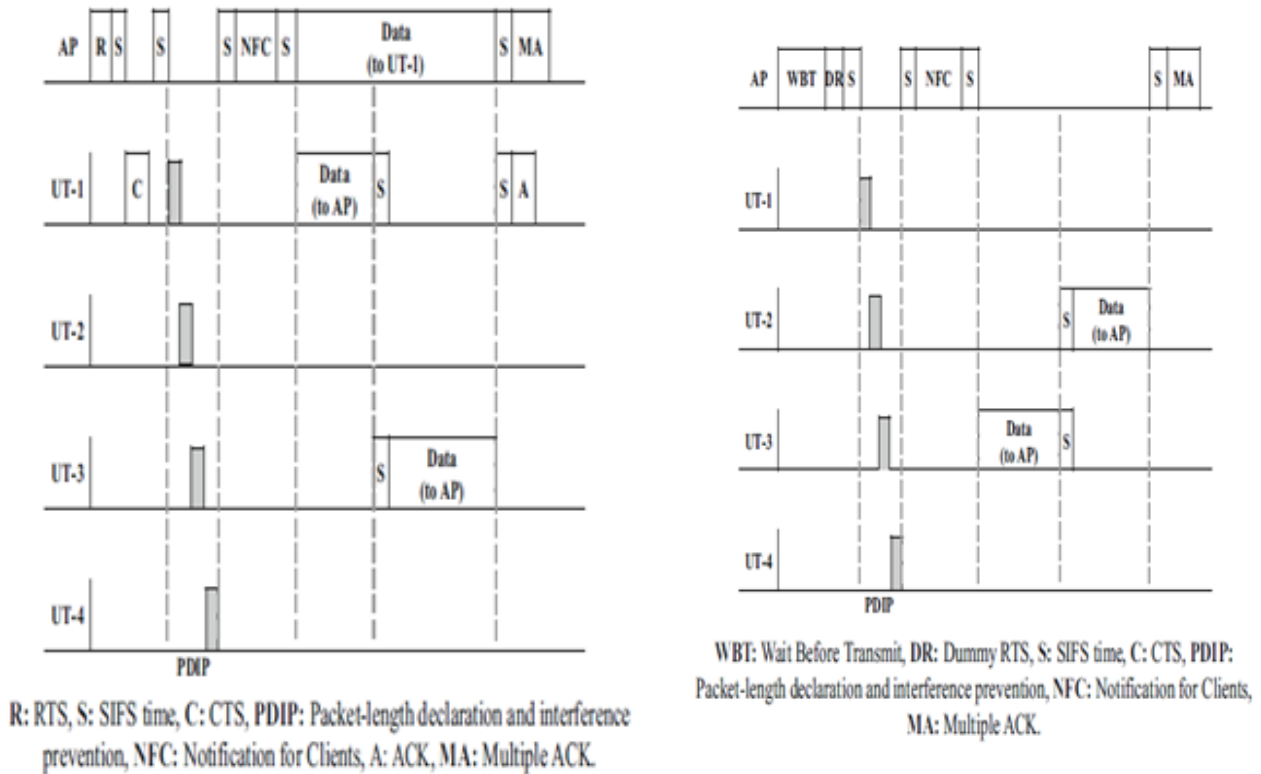 AP R S S S NFC S Data (to UT-1) S MA
UT-1 C Data (to AP) S S A
UT-2
UT-3 S Data (to AP)
UT-4
PDIP
R: RTS, S: SIFS time, C: CTS, PDIP: Packet-length declaration and interference
prevention, NFC: Notification for Clients, A: ACK, MA: Multiple ACK.
AP WBT DR S S NFC S S MA
UT-1
UT-2 S Data (to AP)
UT-3 Data (to AP) S
UT-4
PDIP
WBT: Wait Before Transmit, DR: Dummy RTS, S: SIFS time, C: CTS, PDIP:
Packet-length declaration and interference prevention, NFC: Notification for Clients,
MA: Multiple ACK.